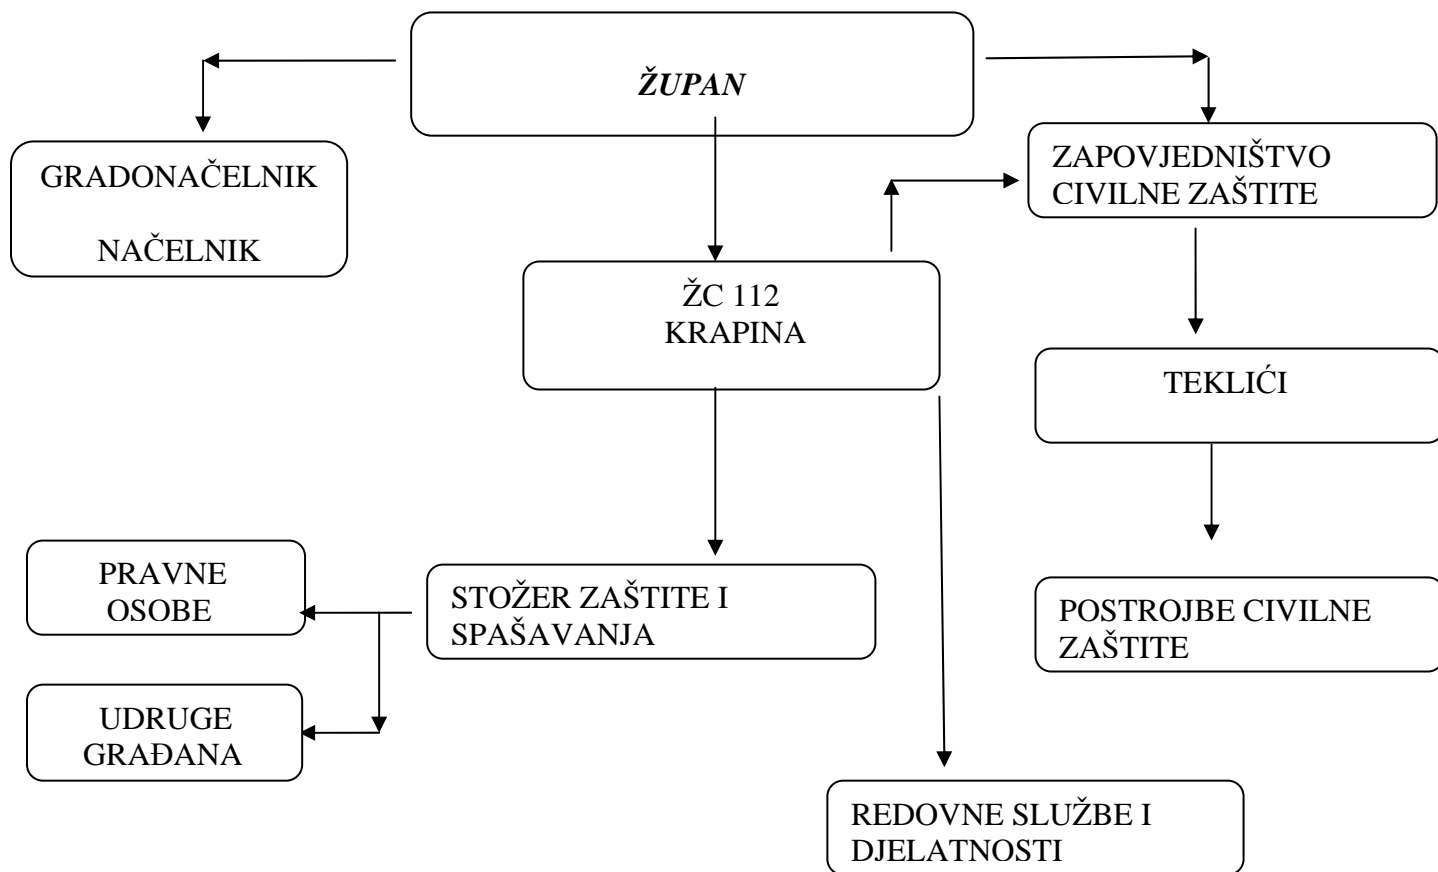 ŽUPAN
GRADONAČELNIK
NAČELNIK
ZAPOVJEDNIŠTVO
CIVILNE ZAŠTITE
ŽC 112
KRAPINA
TEKLIĆI
PRAVNE
OSOBE
STOŽER ZAŠTITE I
SPAŠAVANJA
POSTROJBE CIVILNE
ZAŠTITE
UDRUGE
GRAĐANA
REDOVNE SLUŽBE I
DJELATNOSTI